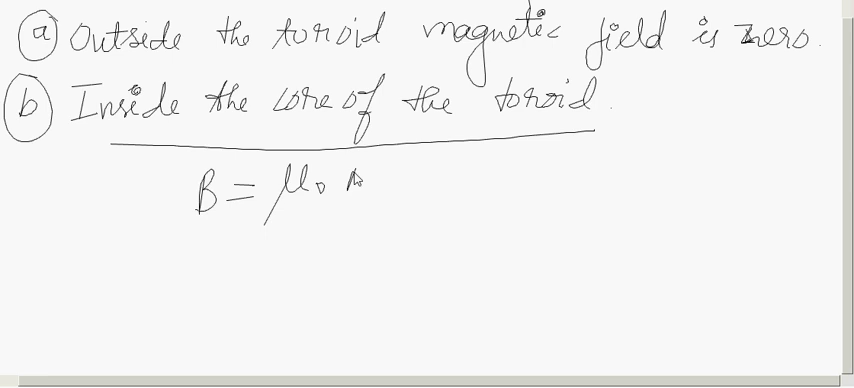 (a) Outside the toroid magnetic field is zero.
(b) Inside the core of the toroid.
B = μ₀